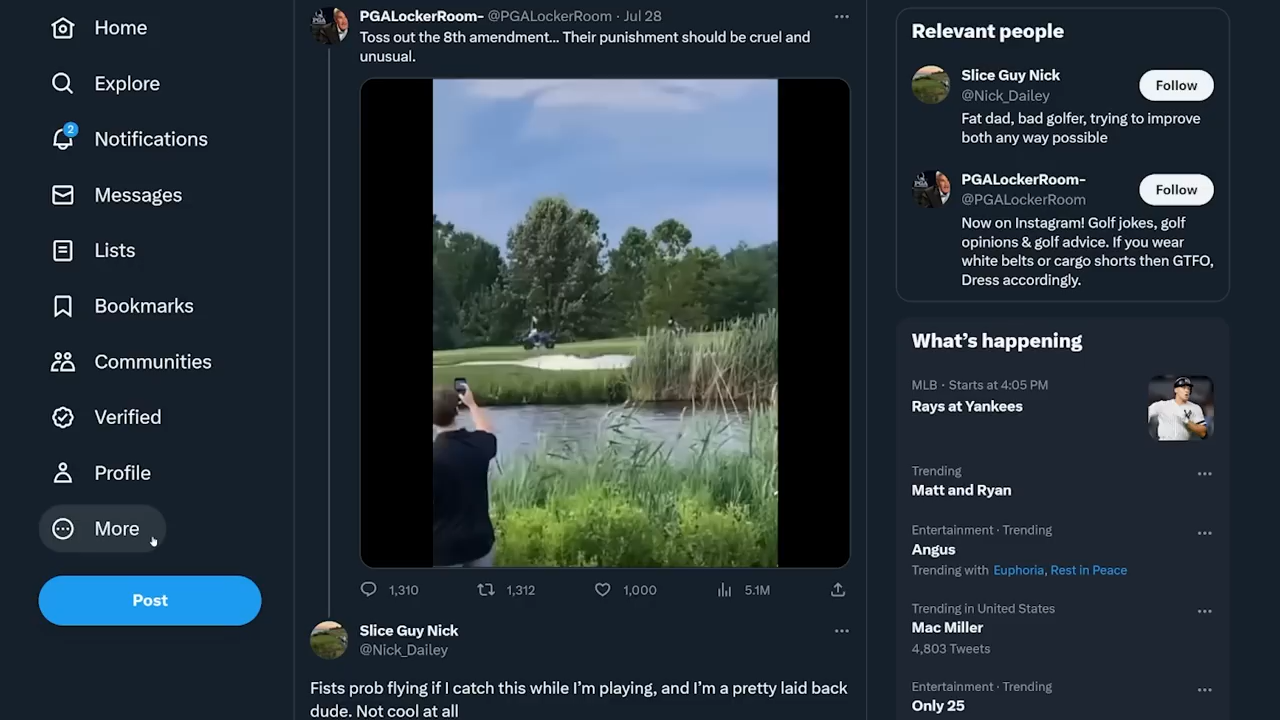 Home
Explore
2
Notifications
Messages
Lists
Bookmarks
Communities
Verified
Profile
More
Post
PGALockerRoom- @PGALockerRoom · Jul 28
Toss out the 8th amendment... Their punishment should be cruel and
unusual.
1,310 1,312 1,000 5.1M
Slice Guy Nick
@Nick_Dailey
Fists prob flying if I catch this while I'm playing, and I'm a pretty laid back
dude. Not cool at all
Relevant people
Slice Guy Nick
@Nick_Dailey
Follow
Fat dad, bad golfer, trying to improve
both any way possible
PGALockerRoom-
@PGALockerRoom
Follow
Now on Instagram! Golf jokes, golf
opinions & golf advice. If you wear
white belts or cargo shorts then GTFO,
Dress accordingly.
What's happening
MLB · Starts at 4:05 PM
Rays at Yankees
Trending
Matt and Ryan
Entertainment · Trending
Angus
Trending with Euphoria, Rest in Peace
Trending in United States
Mac Miller
4,803 Tweets
Entertainment · Trending
Only 25